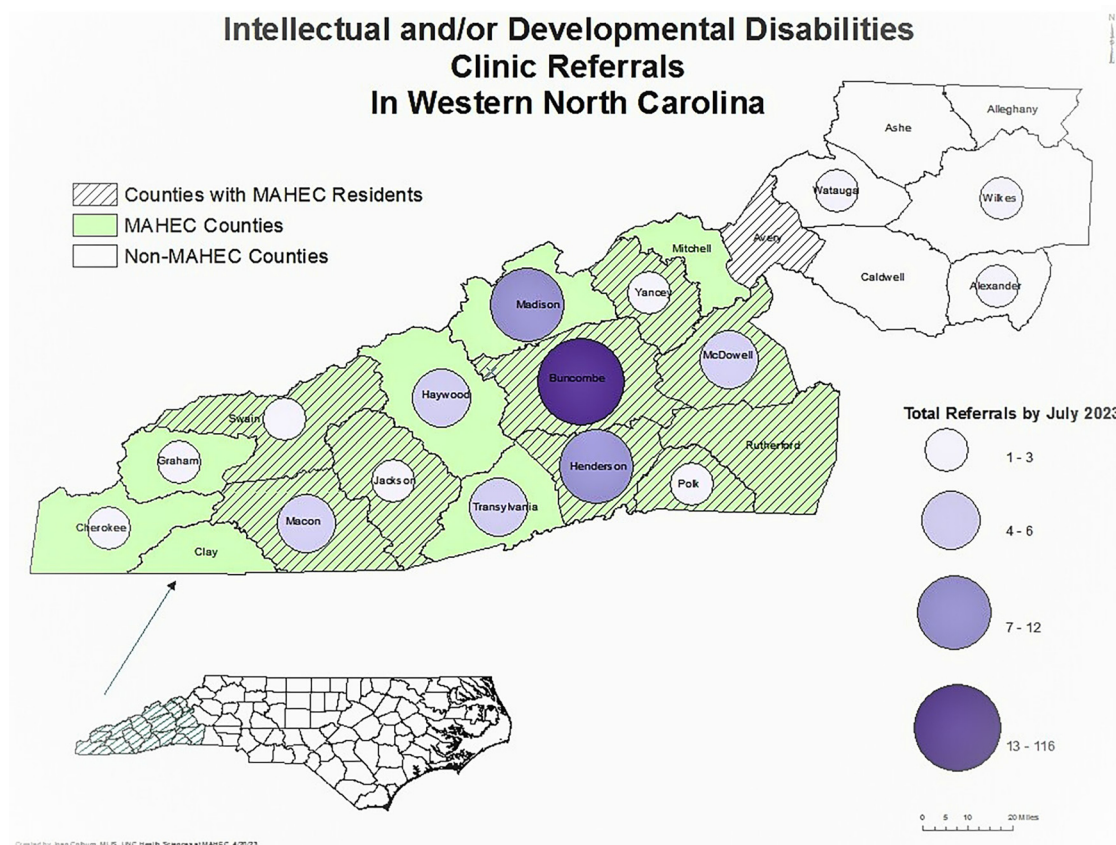 Intellectual and/or Developmental Disabilities
Clinic Referrals
In Western North Carolina
Counties with MAHEC Residents
MAHEC Counties
Non-MAHEC Counties
Alleghany
Ashe
Watauga
Wilkes
Avery
Mitchell
Caldwell
Alexander
Yancey
Madison
McDowell
Buncombe
Haywood
Swain
Rutherford
Graham
Henderson
Jackson
Polk
Transylvania
Macon
Cherokee
Clay
Total Referrals by July 2023
1 - 3
4 - 6
7 - 12
13 - 116
0 5 10 20 Miles